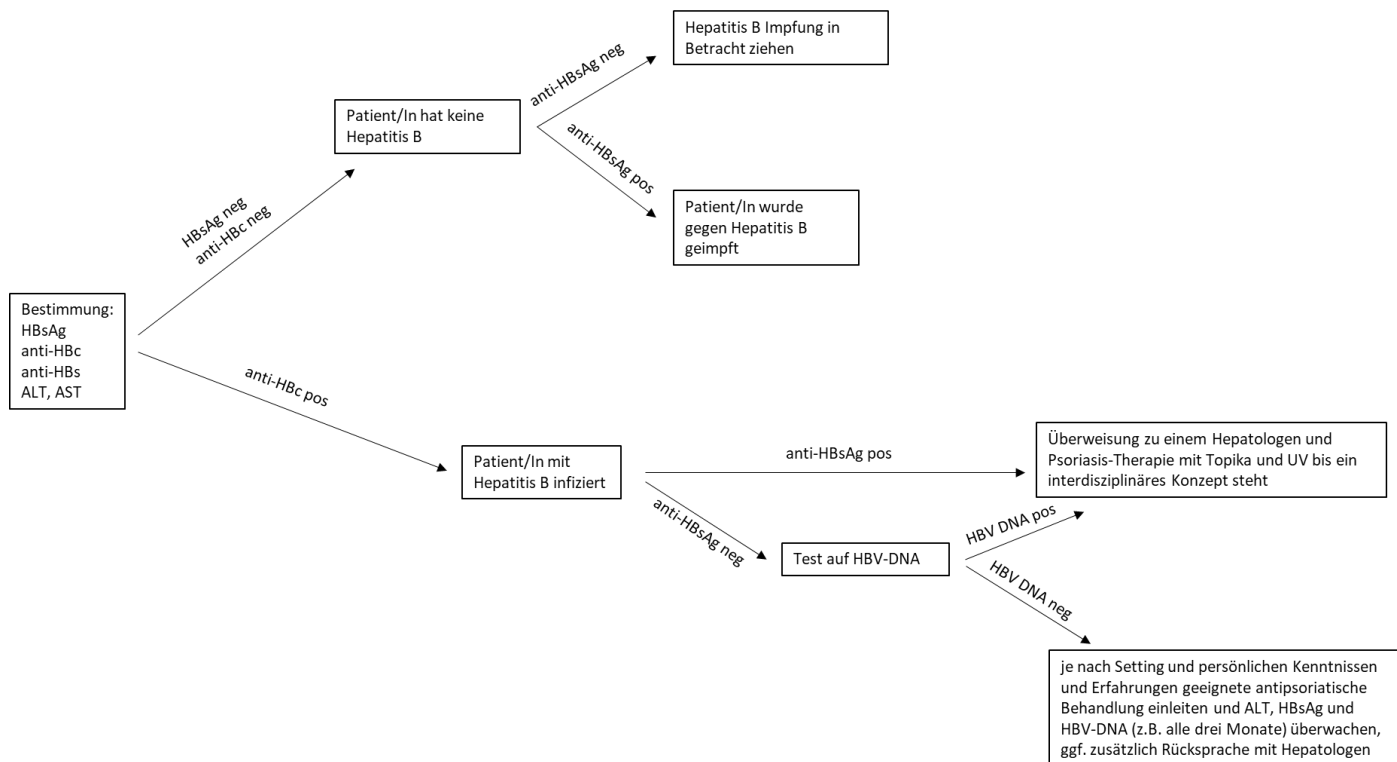 Hepatitis B Impfung in
Betracht ziehen
anti-HBsAg neg
Patient/In hat keine
Hepatitis B
anti-HBsAg pos
Patient/In wurde
gegen Hepatitis B
geimpft
HBsAg neg
anti-HBc neg
Bestimmung:
HBsAg
anti-HBc
anti-HBs
ALT, AST
anti-HBc pos
Patient/In mit
Hepatitis B infiziert
anti-HBsAg pos
Überweisung zu einem Hepatologen und
Psoriasis-Therapie mit Topika und UV bis ein
interdisziplinäres Konzept steht
anti-HBsAg neg
Test auf HBV-DNA
HBV DNA pos
HBV DNA neg
je nach Setting und persönlichen Kenntnissen
und Erfahrungen geeignete antipsoriatische
Behandlung einleiten und ALT, HBsAg und
HBV-DNA (z.B. alle drei Monate) überwachen,
ggf. zusätzlich Rücksprache mit Hepatologen